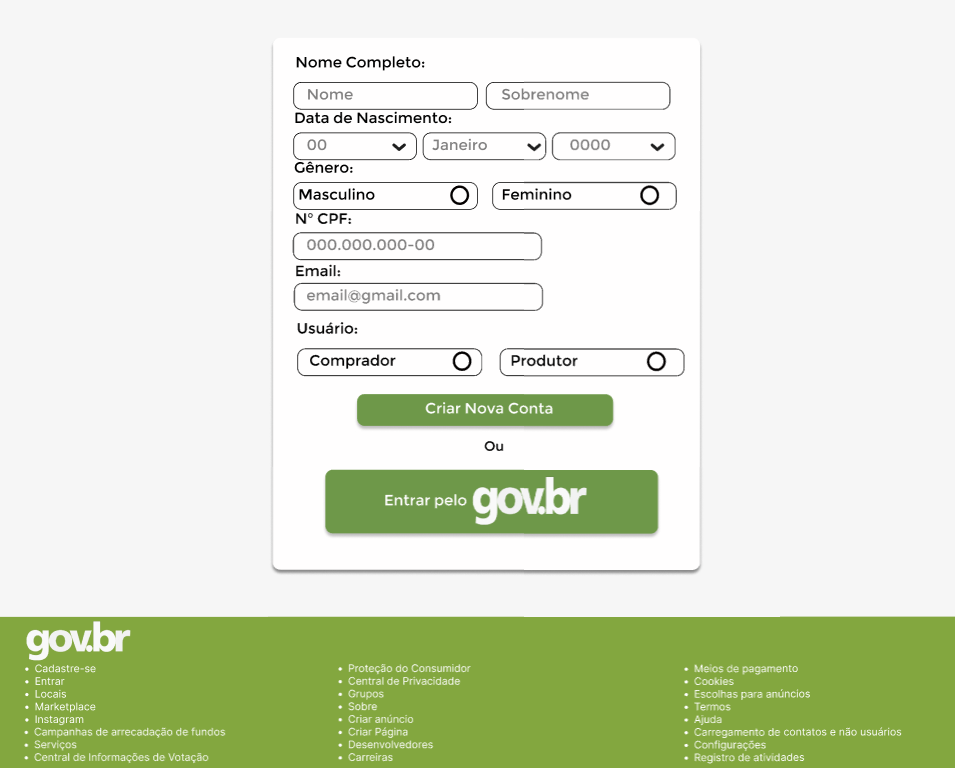 Nome Completo:
Nome Sobrenome
Data de Nascimento:
00 Janeiro 0000
Gênero:
Masculino Feminino
N° CPF:
000.000.000-00
Email:
email@gmail.com
Usuário:
Comprador Produtor
Criar Nova Conta
Ou
Entrar pelo gov.br
gov.br
• Cadastre-se
• Entrar
• Locais
• Marketplace
• Instagram
• Campanhas de arrecadação de fundos
• Serviços
• Central de Informações de Votação
• Proteção do Consumidor
• Central de Privacidade
• Grupos
• Sobre
• Criar anúncio
• Criar Página
• Desenvolvedores
• Carreiras
• Meios de pagamento
• Cookies
• Escolhas para anúncios
• Termos
• Ajuda
• Carregamento de contatos e não usuários
• Configurações
• Registro de atividades